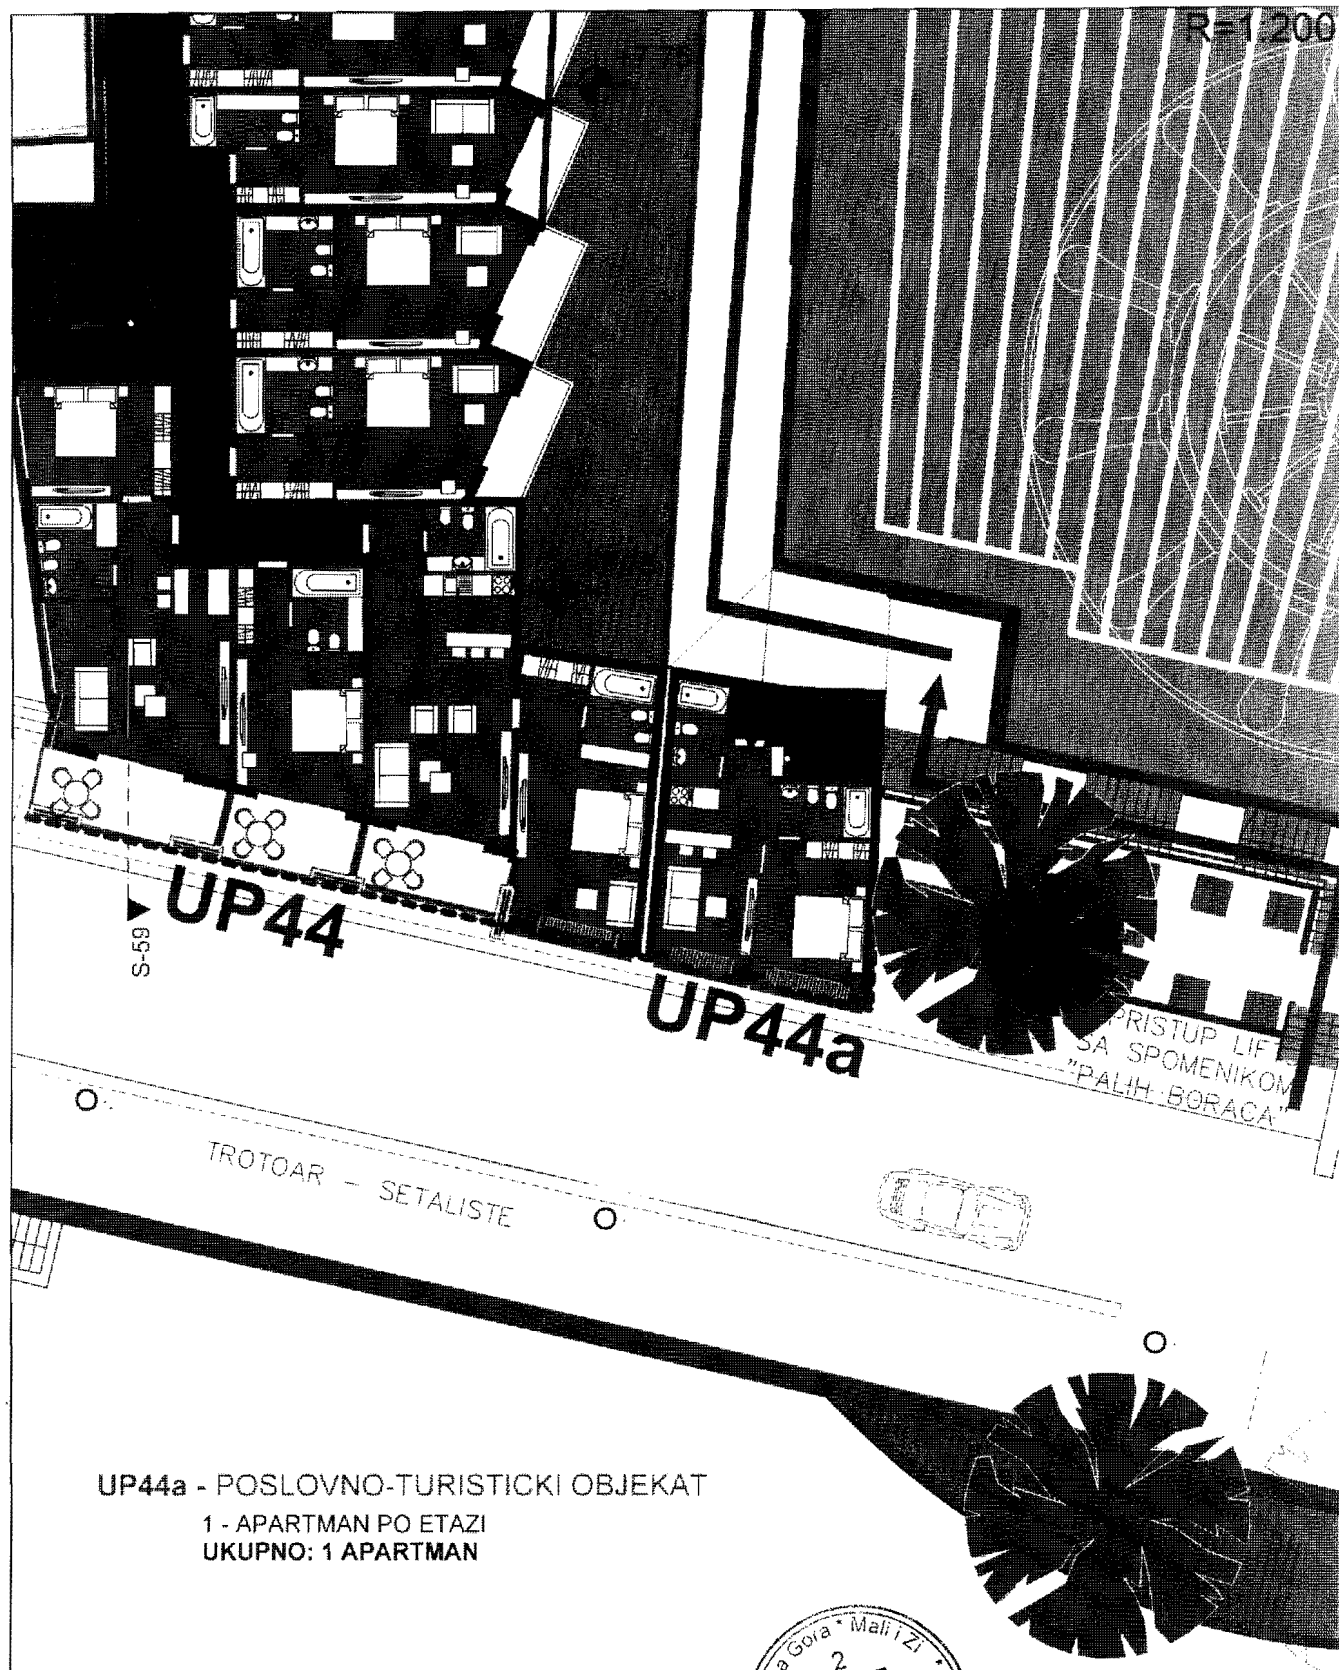 R=1:200
UP44
S-59
UP44a
PRISTUP
SA SPOMENIKOM
"PALIH BORACA"
TROTOAR - SETALISTE
UP44a - POSLOVNO-TURISTICKI OBJEKAT
1 - APARTMAN PO ETAZI
UKUPNO: 1 APARTMAN
Gora * Mali i Zi *
2